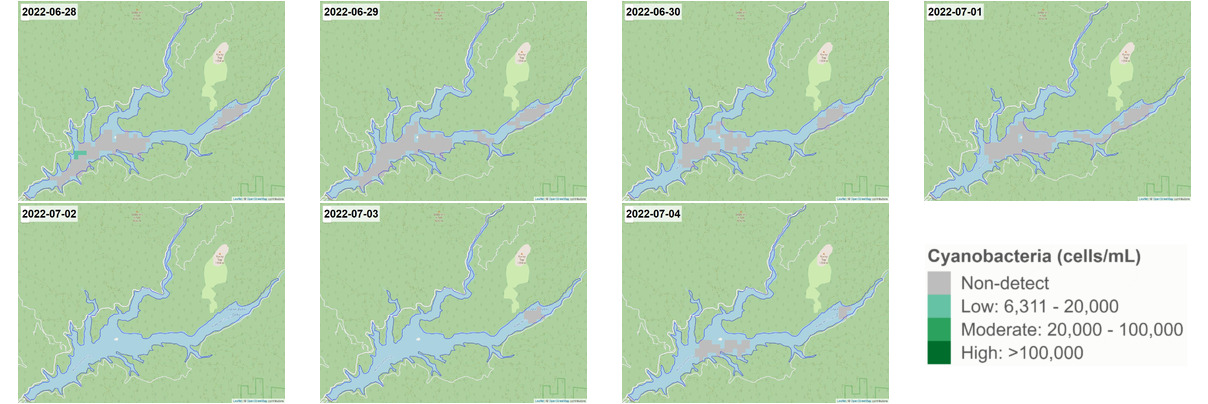 2022-06-28
2022-06-29
2022-06-30
2022-07-01
2022-07-02
2022-07-03
2022-07-04
Cyanobacteria (cells/mL)
Non-detect
Low: 6,311 - 20,000
Moderate: 20,000 - 100,000
High: >100,000